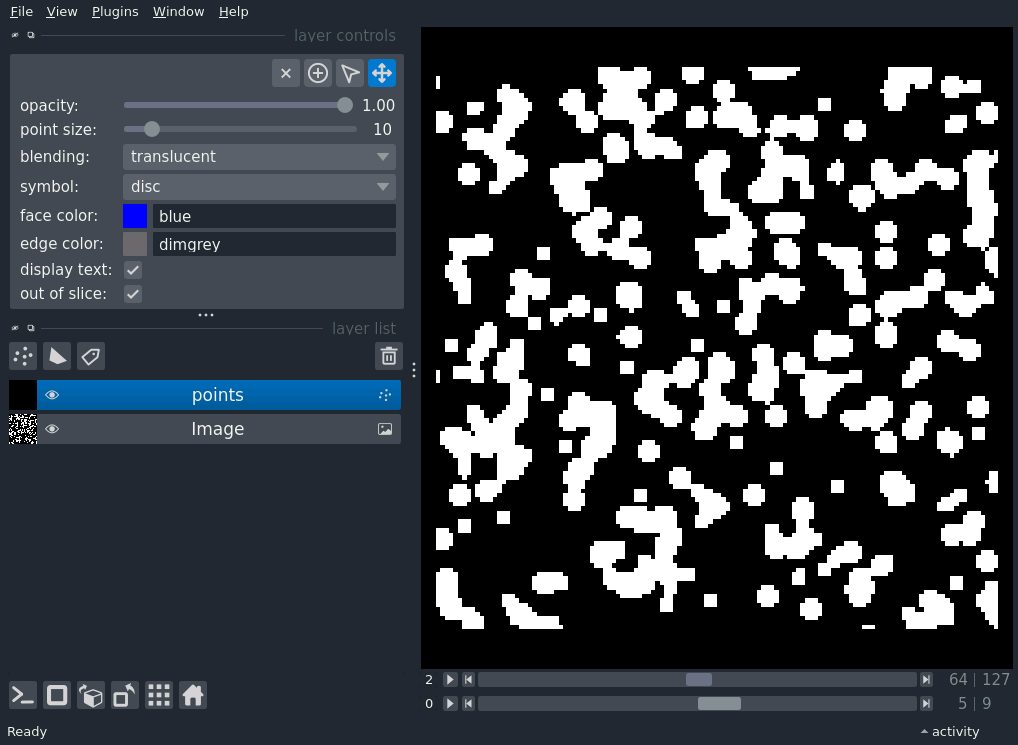 File View Plugins Window Help
layer controls
opacity: 1.00
point size: 10
blending: translucent
symbol: disc
face color: blue
edge color: dimgrey
display text:
out of slice:
layer list
points
Image
2 64 | 127
0 5 | 9
Ready activity